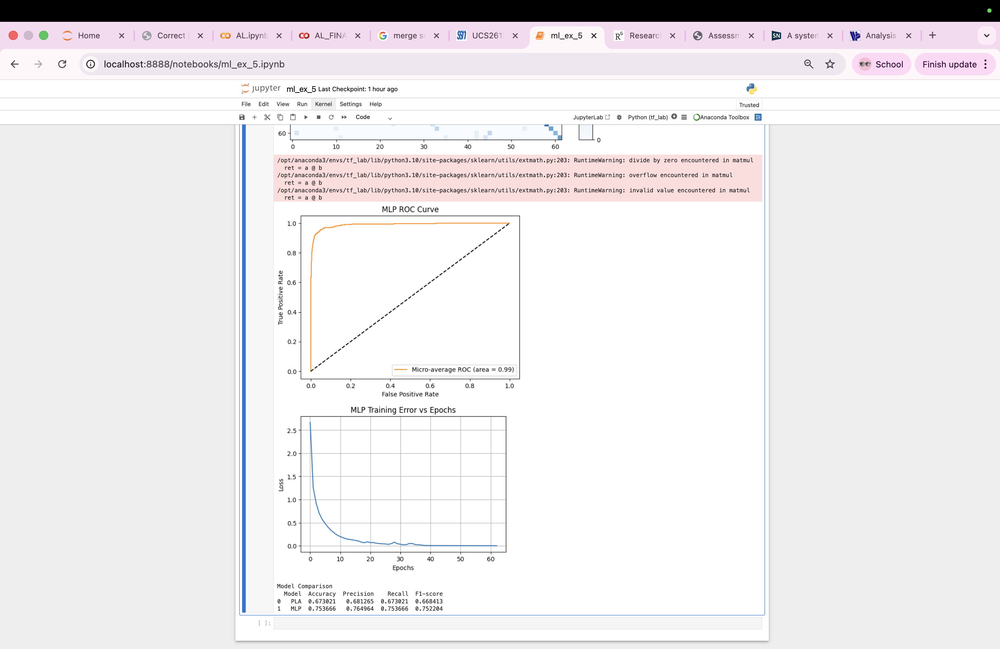 Home
Correct
AL.ipynb
AL_FINA
merge s
UCS261
ml_ex_5
Research
Assessm
A system
Analysis
localhost:8888/notebooks/ml_ex_5.ipynb
School
Finish update
jupyter ml_ex_5 Last Checkpoint: 1 hour ago
File Edit View Run Kernel Settings Help
Trusted
Code
JupyterLab
Python (tf_lab)
Anaconda Toolbox
60
0
0 10 20 30 40 50 60
/opt/anaconda3/envs/tf_lab/lib/python3.10/site-packages/sklearn/utils/extmath.py:203: RuntimeWarning: divide by zero encountered in matmul
ret = a @ b
/opt/anaconda3/envs/tf_lab/lib/python3.10/site-packages/sklearn/utils/extmath.py:203: RuntimeWarning: overflow encountered in matmul
ret = a @ b
/opt/anaconda3/envs/tf_lab/lib/python3.10/site-packages/sklearn/utils/extmath.py:203: RuntimeWarning: invalid value encountered in matmul
ret = a @ b
MLP ROC Curve
1.0
0.8
0.6
0.4
0.2
0.0
True Positive Rate
Micro-average ROC (area = 0.99)
0.0 0.2 0.4 0.6 0.8 1.0
False Positive Rate
MLP Training Error vs Epochs
2.5
2.0
1.5
1.0
0.5
0.0
Loss
0 10 20 30 40 50 60
Epochs
Model Comparison
Model Accuracy Precision Recall F1-score
0 PLA 0.673021 0.681265 0.673021 0.668413
1 MLP 0.753666 0.764964 0.753666 0.752204
[ ]: